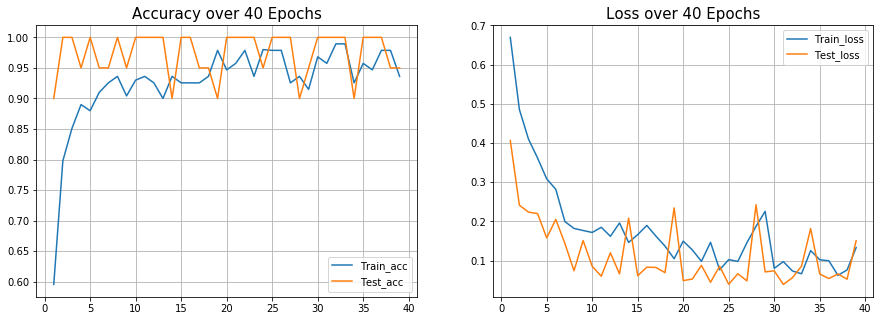 Accuracy over 40 Epochs
1.00
0.95
0.90
0.85
0.80
0.75
0.70
0.65
0.60
0 5 10 15 20 25 30 35 40
Train_acc
Test_acc
Loss over 40 Epochs
0.7
0.6
0.5
0.4
0.3
0.2
0.1
0 5 10 15 20 25 30 35 40
Train_loss
Test_loss